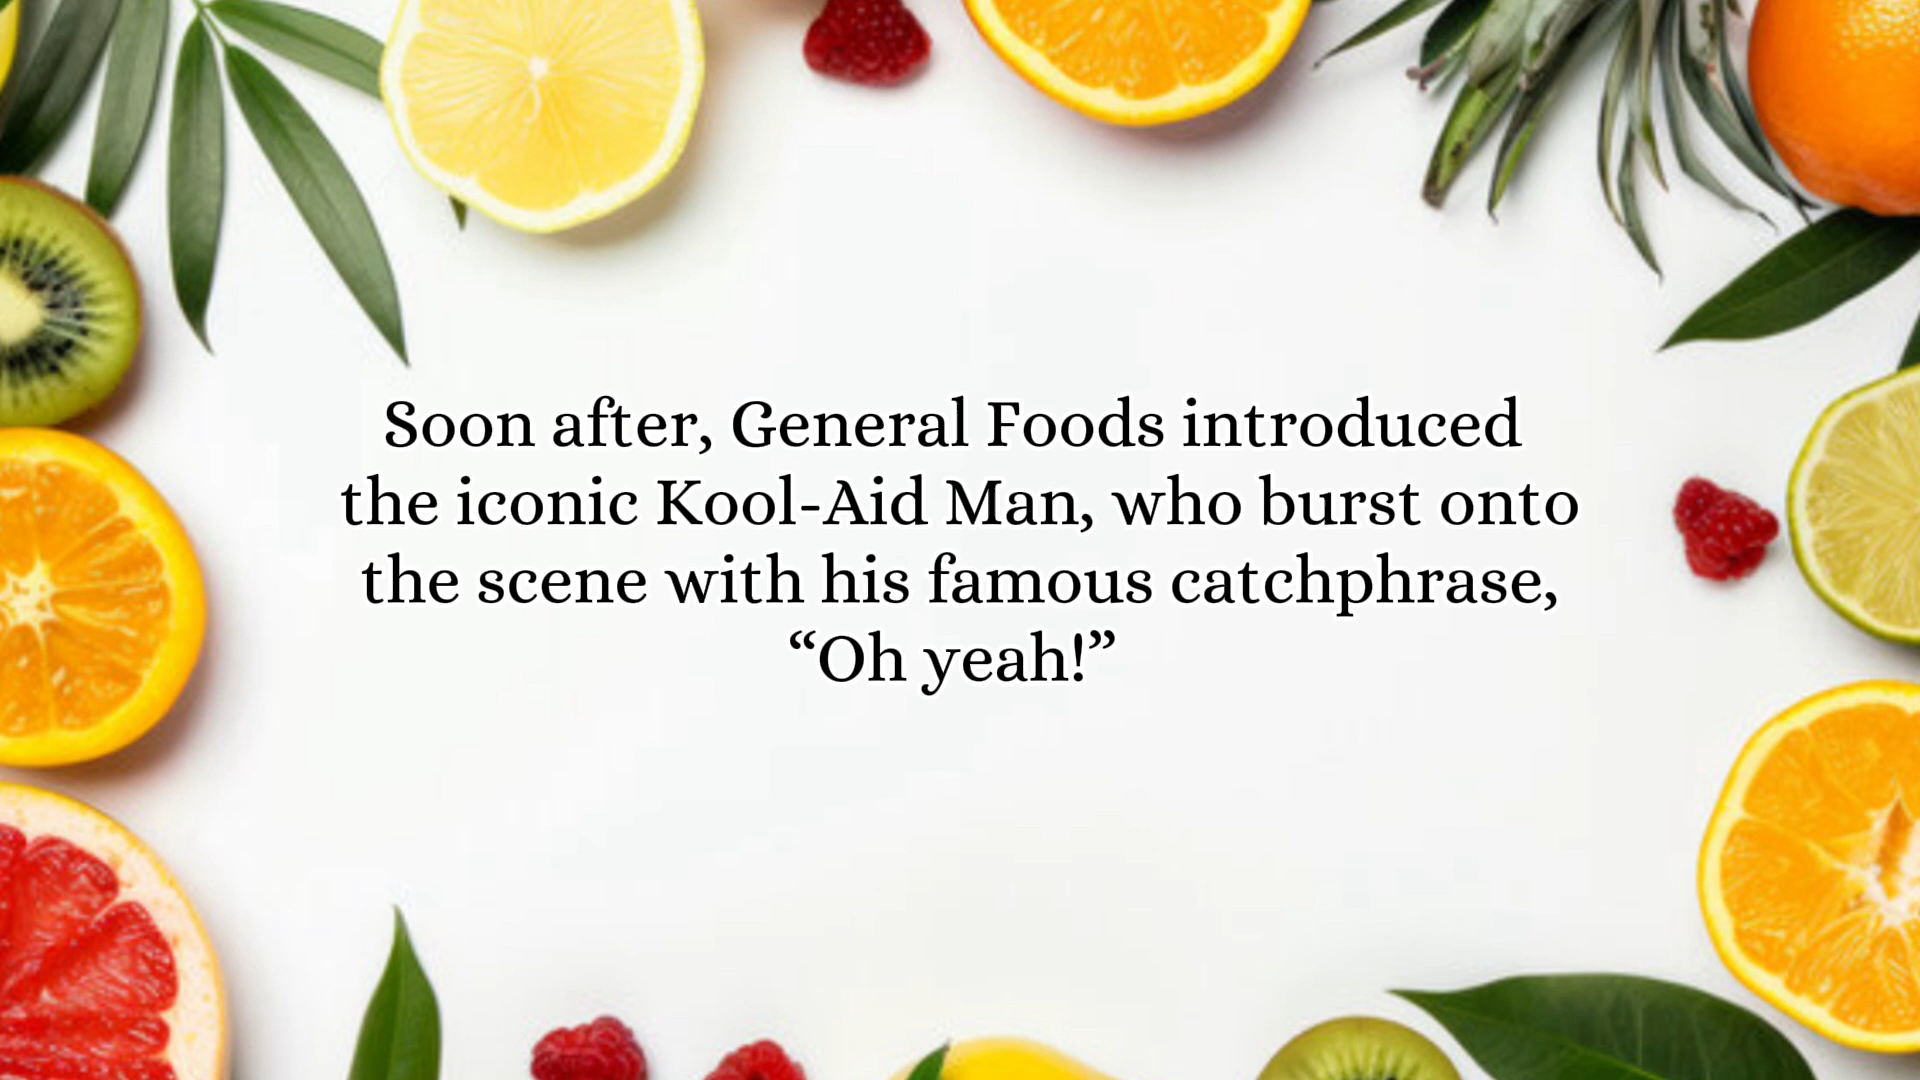 Soon after, General Foods introduced
the iconic Kool-Aid Man, who burst onto
the scene with his famous catchphrase,
“Oh yeah!”